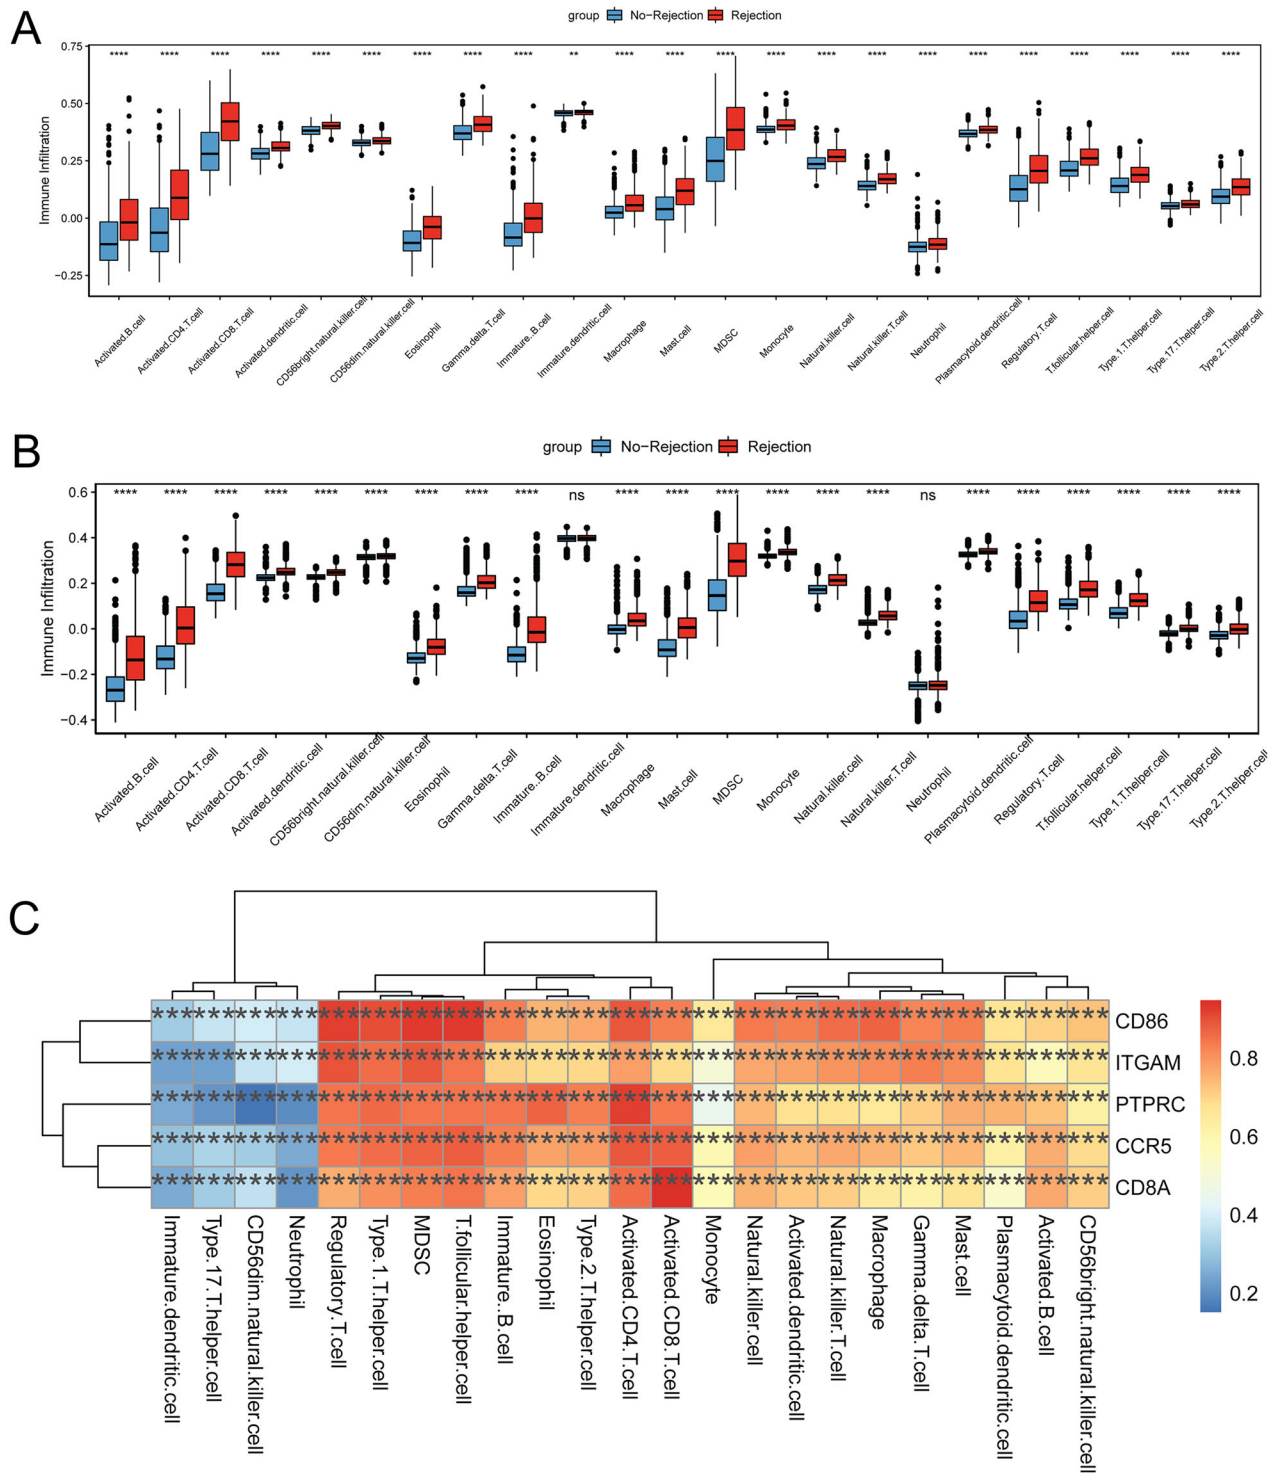 A
group No-Rejection Rejection
Immune Infiltration
0.75
0.50
0.25
0.00
−0.25
**** **** **** **** **** **** **** **** **** ** **** **** **** **** **** **** **** **** **** **** **** **** ****
Activated.B.cell
Activated.CD4.T.cell
Activated.CD8.T.cell
Activated.dendritic.cell
CD56bright.natural.killer.cell
CD56dim.natural.killer.cell
Eosinophil
Gamma.delta.T.cell
Immature..B.cell
Immature.dendritic.cell
Macrophage
Mast.cell
MDSC
Monocyte
Natural.killer.cell
Natural.killer.T.cell
Neutrophil
Plasmacytoid.dendritic.cell
Regulatory.T.cell
T.follicular.helper.cell
Type.1.T.helper.cell
Type.17.T.helper.cell
Type.2.T.helper.cell
B
group No-Rejection Rejection
Immune Infiltration
0.6
0.4
0.2
0.0
−0.2
−0.4
**** **** **** **** **** **** **** **** **** ns **** **** **** **** **** **** ns **** **** **** **** **** ****
Activated.B.cell
Activated.CD4.T.cell
Activated.CD8.T.cell
Activated.dendritic.cell
CD56bright.natural.killer.cell
CD56dim.natural.killer.cell
Eosinophil
Gamma.delta.T.cell
Immature..B.cell
Immature.dendritic.cell
Macrophage
Mast.cell
MDSC
Monocyte
Natural.killer.cell
Natural.killer.T.cell
Neutrophil
Plasmacytoid.dendritic.cell
Regulatory.T.cell
T.follicular.helper.cell
Type.1.T.helper.cell
Type.17.T.helper.cell
Type.2.T.helper.cell
C
*** *** *** *** *** *** *** *** *** *** *** *** *** *** *** *** *** *** *** *** *** *** *** CD86
*** *** *** *** *** *** *** *** *** *** *** *** *** *** *** *** *** *** *** *** *** *** *** ITGAM
*** *** *** *** *** *** *** *** *** *** *** *** *** *** *** *** *** *** *** *** *** *** *** PTPRC
*** *** *** *** *** *** *** *** *** *** *** *** *** *** *** *** *** *** *** *** *** *** *** CCR5
*** *** *** *** *** *** *** *** *** *** *** *** *** *** *** *** *** *** *** *** *** *** *** CD8A
0.8
0.6
0.4
0.2
Immature.dendritic.cell
Type.17.T.helper.cell
CD56dim.natural.killer.cell
Neutrophil
Regulatory.T.cell
Type.1.T.helper.cell
MDSC
T.follicular.helper.cell
Immature..B.cell
Eosinophil
Type.2.T.helper.cell
Activated.CD4.T.cell
Activated.CD8.T.cell
Monocyte
Natural.killer.cell
Activated.dendritic.cell
Natural.killer.T.cell
Macrophage
Gamma.delta.T.cell
Mast.cell
Plasmacytoid.dendritic.cell
Activated.B.cell
CD56bright.natural.killer.cell